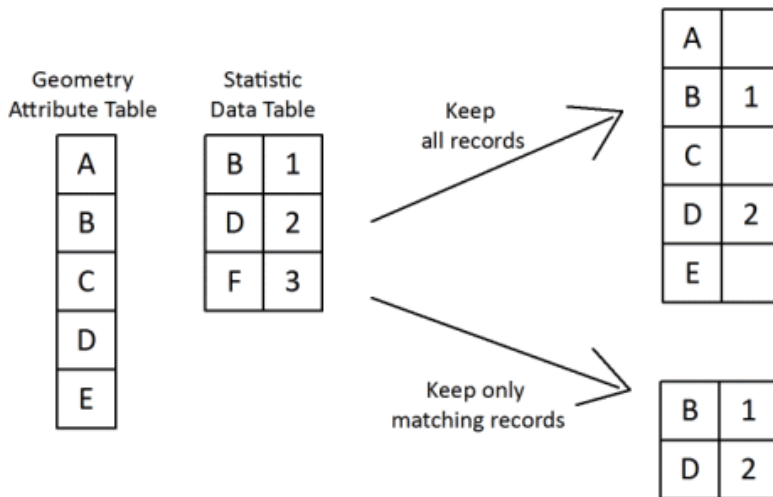 Geometry
Attribute Table
A
B
C
D
E
Statistic
Data Table
B 1
D 2
F 3
Keep
all records
Keep only
matching records
A
B 1
C
D 2
E
B 1
D 2